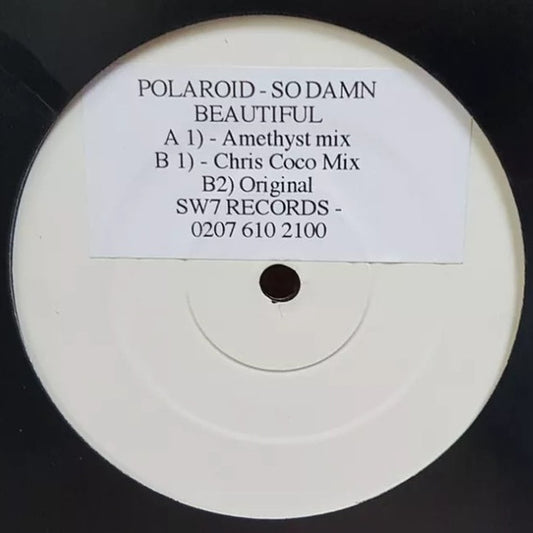 POLAROID - SO DAMN
BEAUTIFUL
A 1) - Amethyst mix
B 1) - Chris Coco Mix
B2) Original
SW7 RECORDS -
0207 610 2100